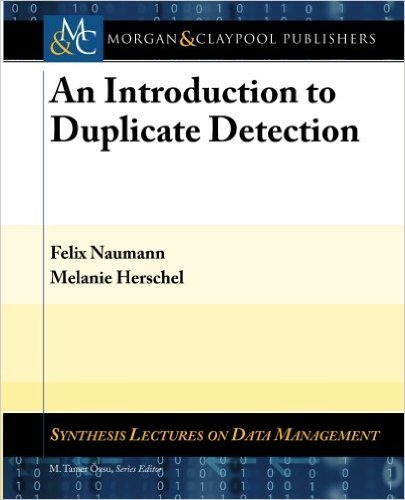 M
&C
MORGAN&CLAYPOOL PUBLISHERS
An Introduction to
Duplicate Detection
Felix Naumann
Melanie Herschel
SYNTHESIS LECTURES ON DATA MANAGEMENT
M. Tamer Özsu, Series Editor